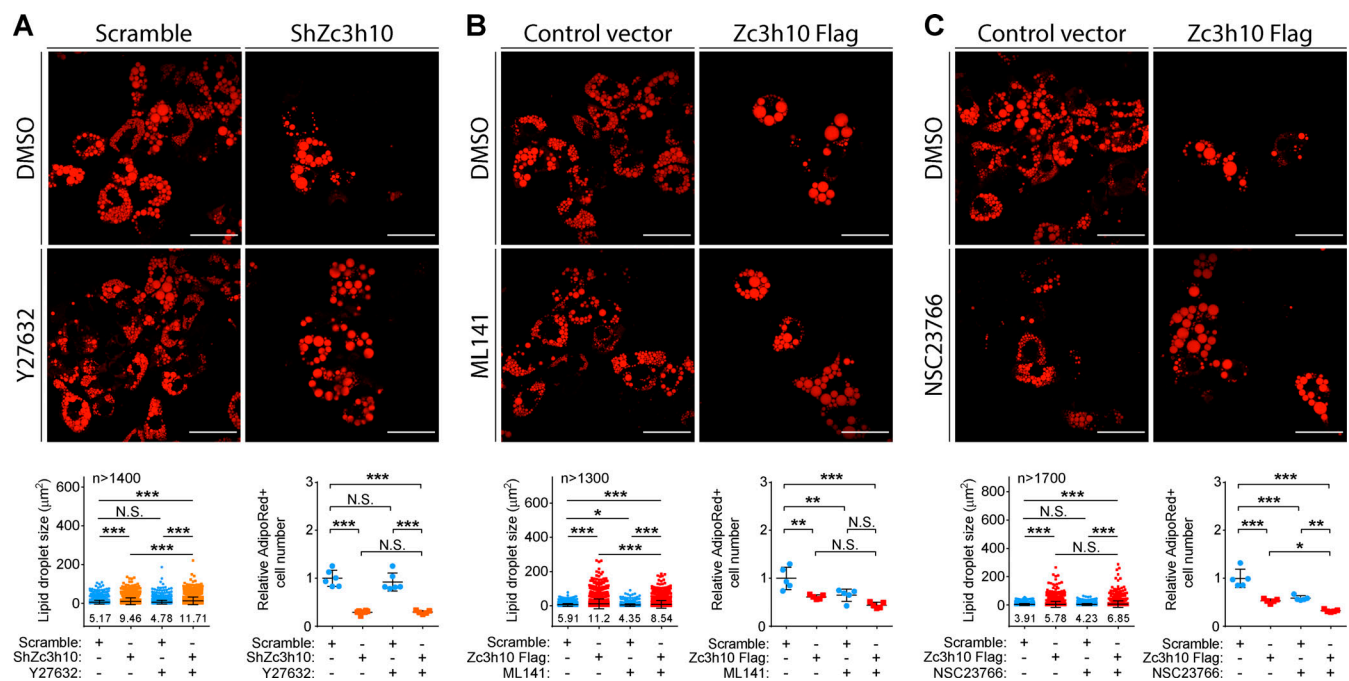 A
Scramble
ShZc3h10
DMSO
Y27632
Lipid droplet size (μm²)
n>1400
600
400
200
0
***
N.S.
***
***
***
5.17 9.46 4.78 11.71
Relative AdipoRed+
cell number
3
2
1
0
***
N.S.
***
***
N.S.
Scramble: + - + -
ShZc3h10: - + - +
Y27632: - - + +
Scramble: + - + -
ShZc3h10: - + - +
Y27632: - - + +
B
Control vector
Zc3h10 Flag
DMSO
ML141
Lipid droplet size (μm²)
n>1300
600
400
200
0
***
*
***
***
***
5.91 11.2 4.35 8.54
Relative AdipoRed+
cell number
3
2
1
0
***
**
**
N.S.
N.S.
Scramble: + - + -
Zc3h10 Flag: - + - +
ML141: - - + +
Scramble: + - + -
Zc3h10 Flag: - + - +
ML141: - - + +
C
Control vector
Zc3h10 Flag
DMSO
NSC23766
Lipid droplet size (μm²)
n>1700
800
600
400
200
0
***
N.S.
***
***
N.S.
3.91 5.78 4.23 6.85
Relative AdipoRed+
cell number
3
2
1
0
***
***
***
**
*
Scramble: + - + -
Zc3h10 Flag: - + - +
NSC23766: - - + +
Scramble: + - + -
Zc3h10 Flag: - + - +
NSC23766: - - + +